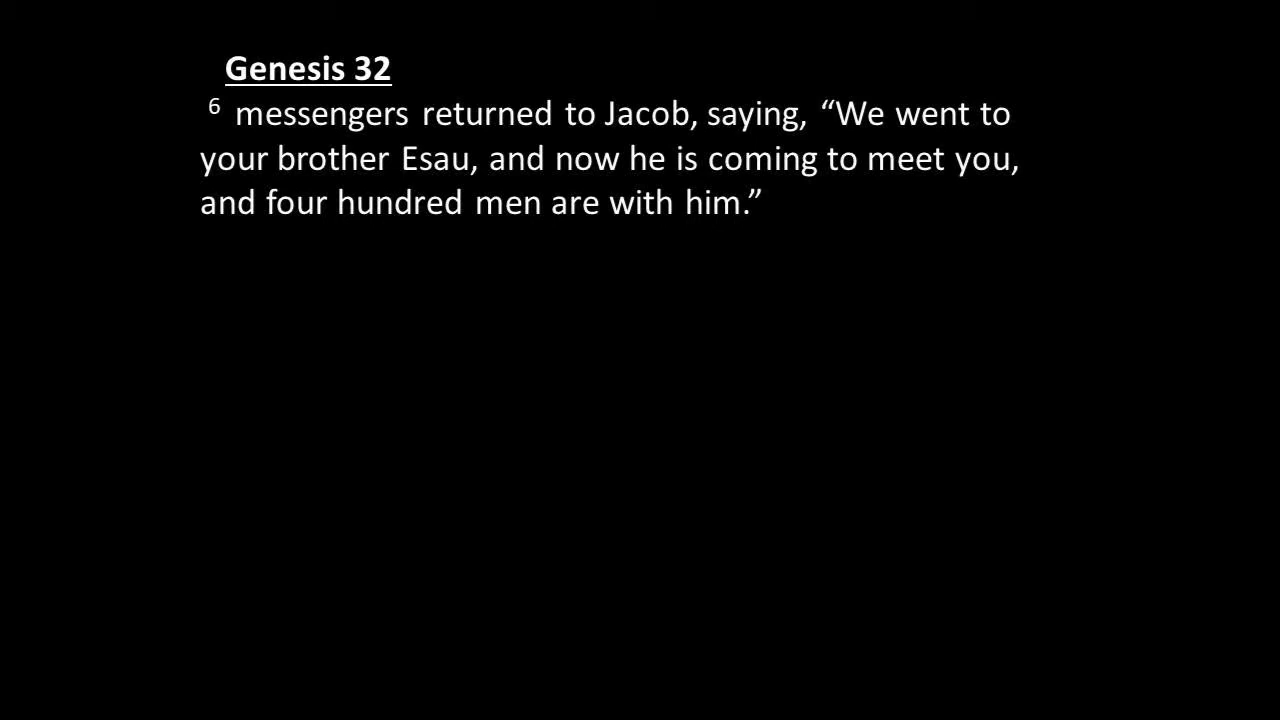 Genesis 32
6 messengers returned to Jacob, saying, “We went to
your brother Esau, and now he is coming to meet you,
and four hundred men are with him.”